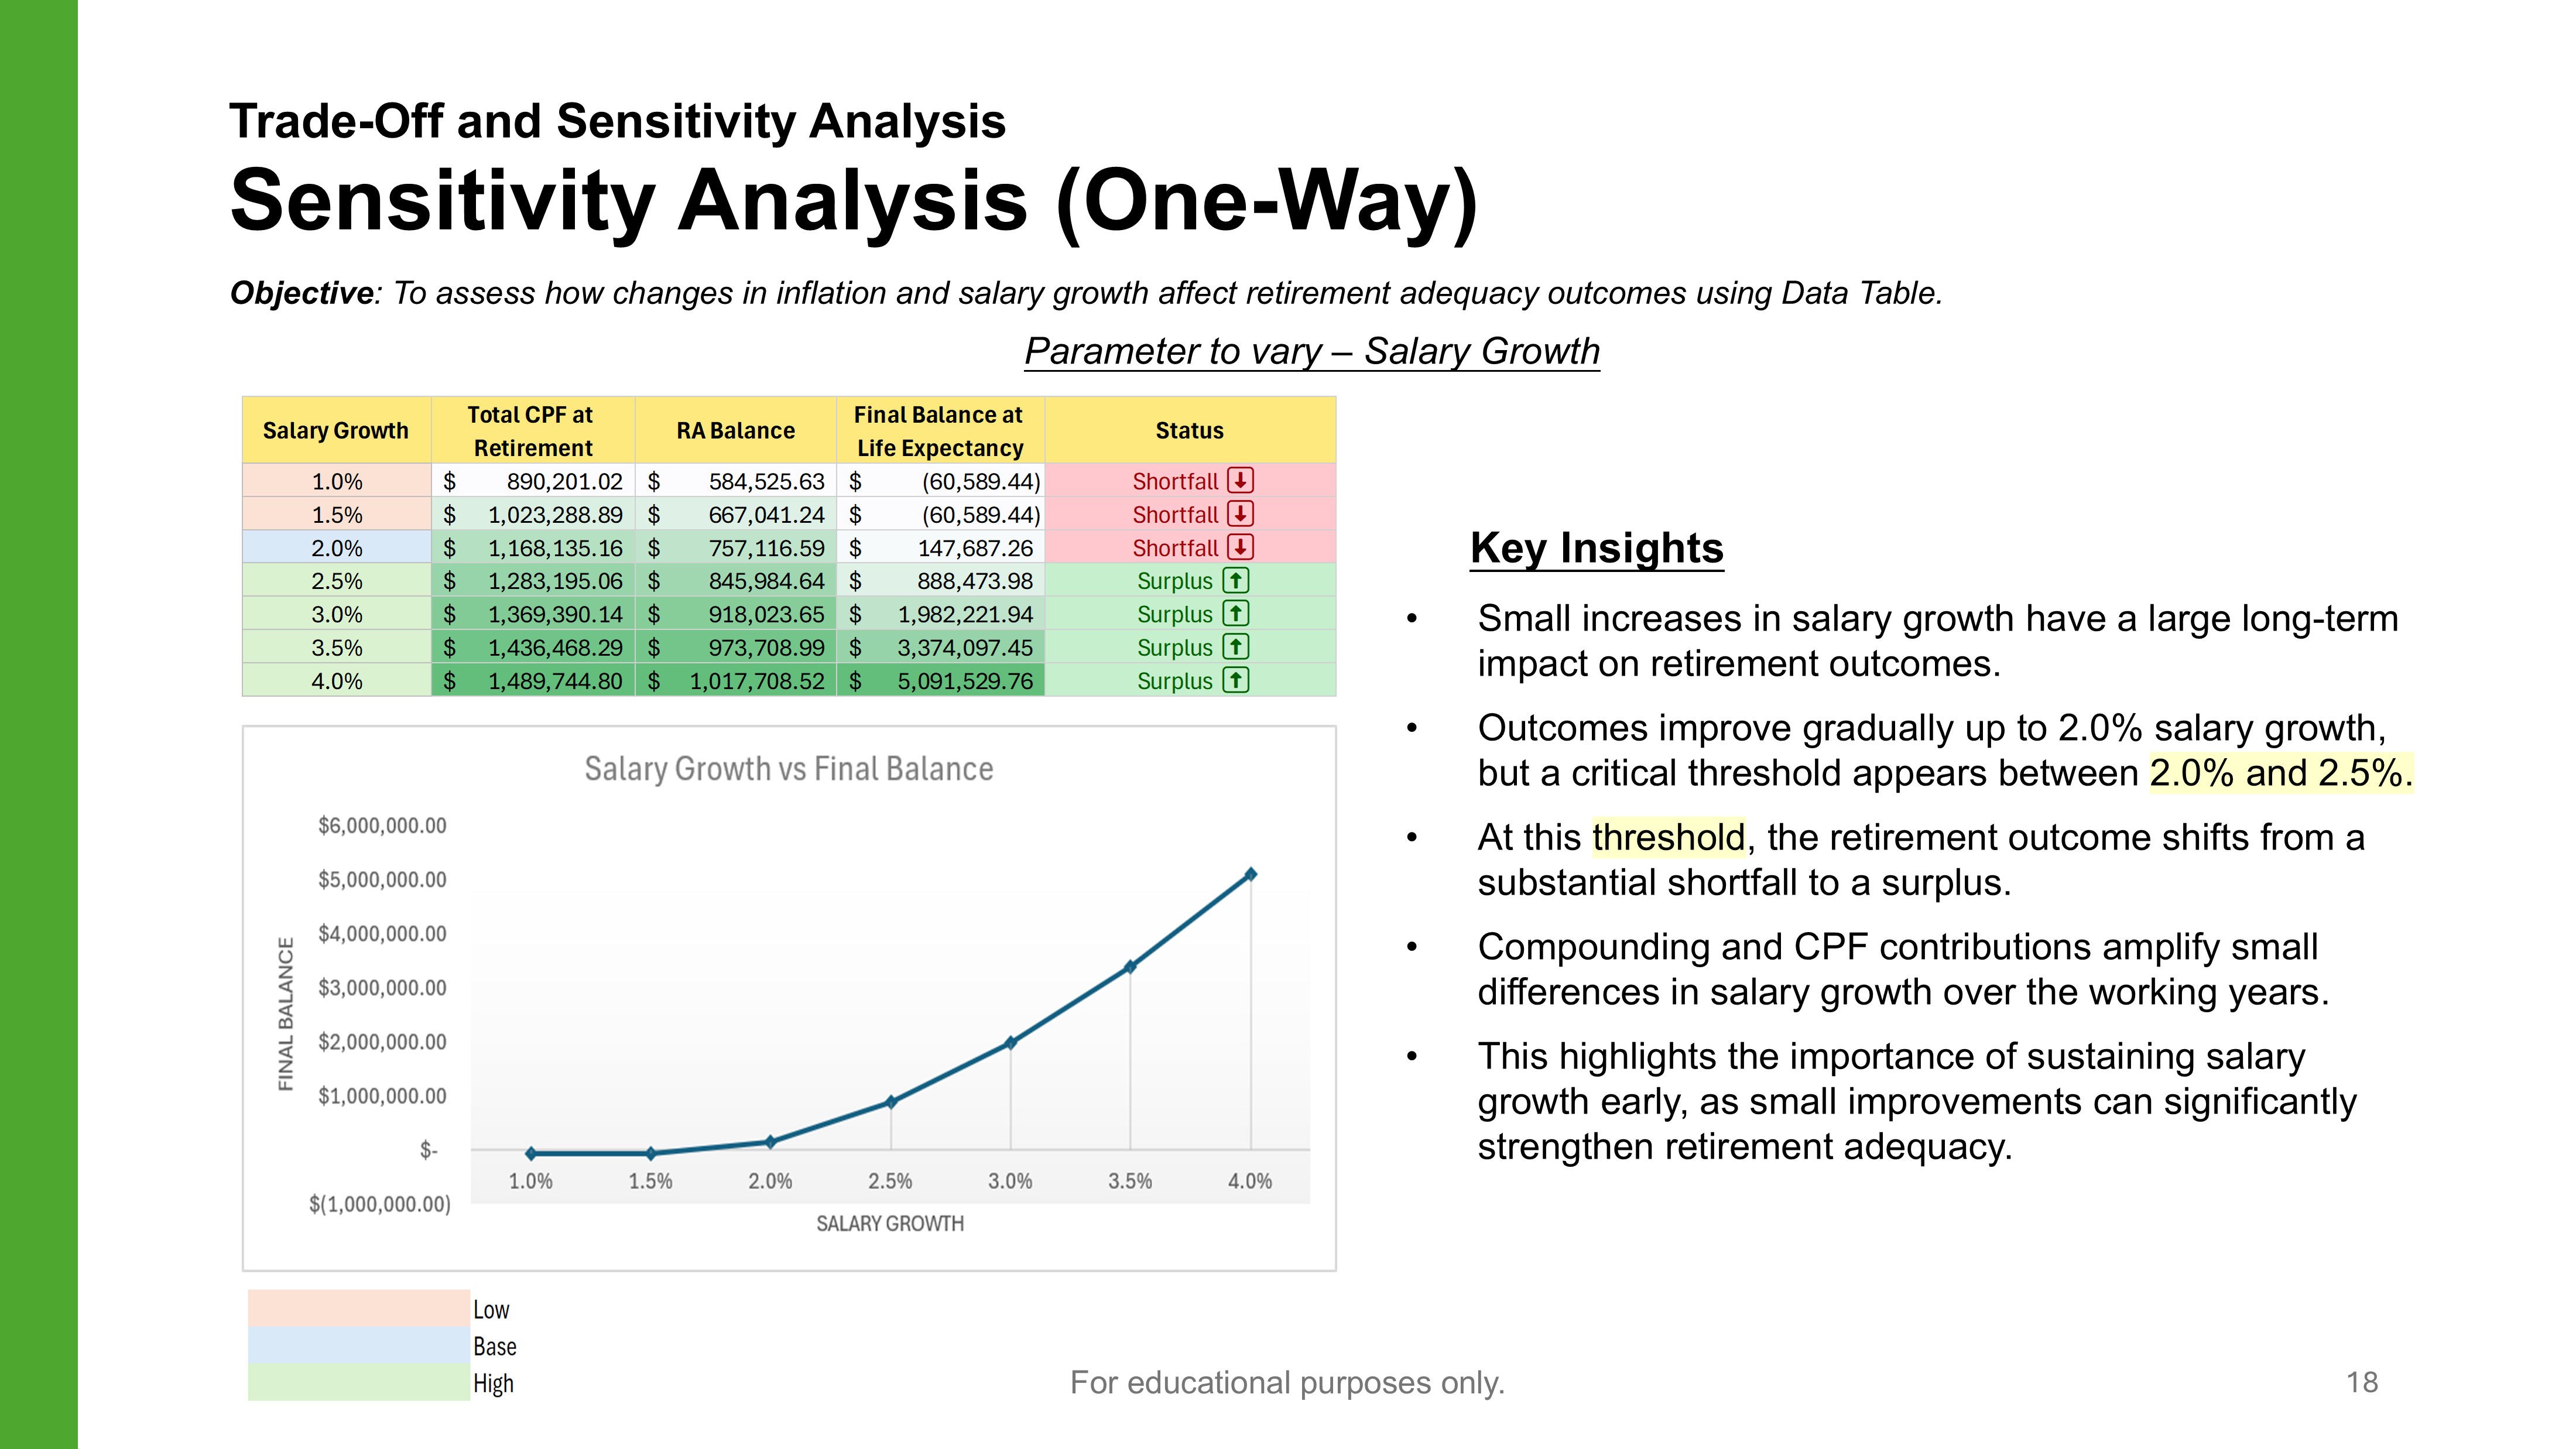 Trade-Off and Sensitivity Analysis
Sensitivity Analysis (One-Way)
Objective: To assess how changes in inflation and salary growth affect retirement adequacy outcomes using Data Table.
Parameter to vary – Salary Growth
Salary Growth Total CPF at Retirement RA Balance Final Balance at Life Expectancy Status
1.0% $ 890,201.02 $ 584,525.63 $ (60,589.44) Shortfall ↓
1.5% $ 1,023,288.89 $ 667,041.24 $ (60,589.44) Shortfall ↓
2.0% $ 1,168,135.16 $ 757,116.59 $ 147,687.26 Shortfall ↓
2.5% $ 1,283,195.06 $ 845,984.64 $ 888,473.98 Surplus ↑
3.0% $ 1,369,390.14 $ 918,023.65 $ 1,982,221.94 Surplus ↑
3.5% $ 1,436,468.29 $ 973,708.99 $ 3,374,097.45 Surplus ↑
4.0% $ 1,489,744.80 $ 1,017,708.52 $ 5,091,529.76 Surplus ↑
Salary Growth vs Final Balance
FINAL BALANCE
$6,000,000.00
$5,000,000.00
$4,000,000.00
$3,000,000.00
$2,000,000.00
$1,000,000.00
$-
$(1,000,000.00)
1.0% 1.5% 2.0% 2.5% 3.0% 3.5% 4.0%
SALARY GROWTH
Low
Base
High
Key Insights
• Small increases in salary growth have a large long-term
impact on retirement outcomes.
• Outcomes improve gradually up to 2.0% salary growth,
but a critical threshold appears between 2.0% and 2.5%.
• At this threshold, the retirement outcome shifts from a
substantial shortfall to a surplus.
• Compounding and CPF contributions amplify small
differences in salary growth over the working years.
• This highlights the importance of sustaining salary
growth early, as small improvements can significantly
strengthen retirement adequacy.
For educational purposes only.
18